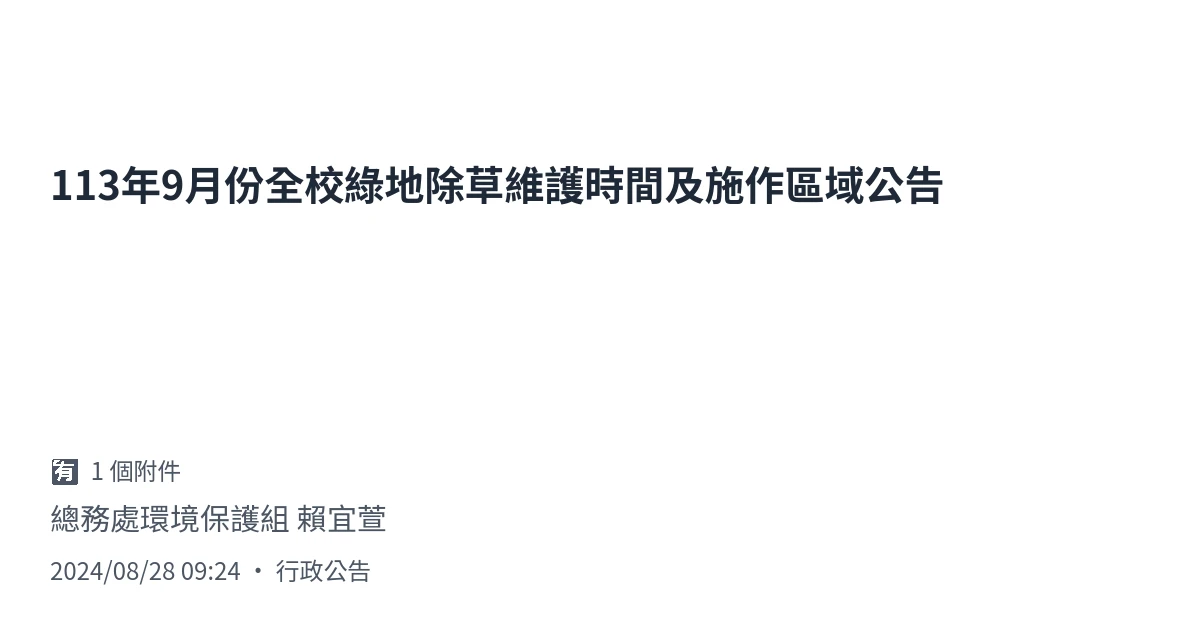 113年9月份全校綠地除草維護時間及施作區域公告
🈶 1 個附件
總務處環境保護組 賴宜萱
2024/08/28 09:24 • 行政公告